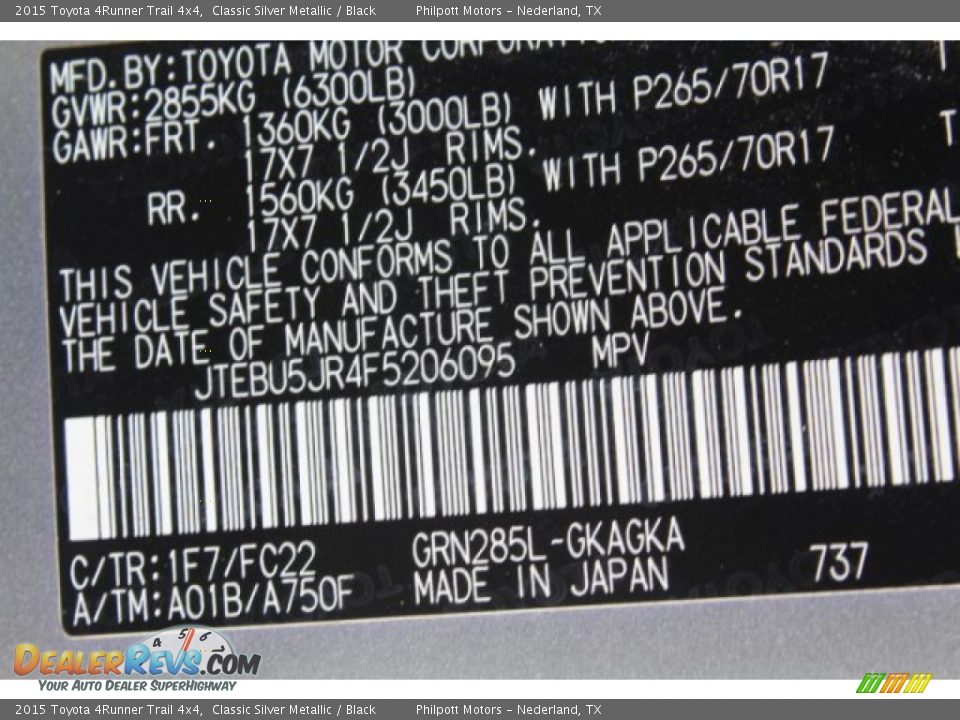 2015 Toyota 4Runner Trail 4x4, Classic Silver Metallic / Black Philpott Motors - Nederland, TX
MFD.BY:TOYOTA MOTOR
GVWR:2855KG (6300LB)
GAWR:FRT. 1360KG (3000LB) WITH P265/70R17
17X7 1/2J RIMS.
RR. 1560KG (3450LB) WITH P265/70R17
17X7 1/2J RIMS.
THIS VEHICLE CONFORMS TO ALL APPLICABLE FEDERAL
VEHICLE SAFETY AND THEFT PREVENTION STANDARDS
THE DATE OF MANUFACTURE SHOWN ABOVE.
JTEBU5JR4F5206095 MPV
C/TR:1F7/FC22 GRN285L-GKAGKA
A/TM:A01B/A750F MADE IN JAPAN 737
DEALERREVS.COM
YOUR AUTO DEALER SUPERHIGHWAY
2015 Toyota 4Runner Trail 4x4, Classic Silver Metallic / Black Philpott Motors - Nederland, TX